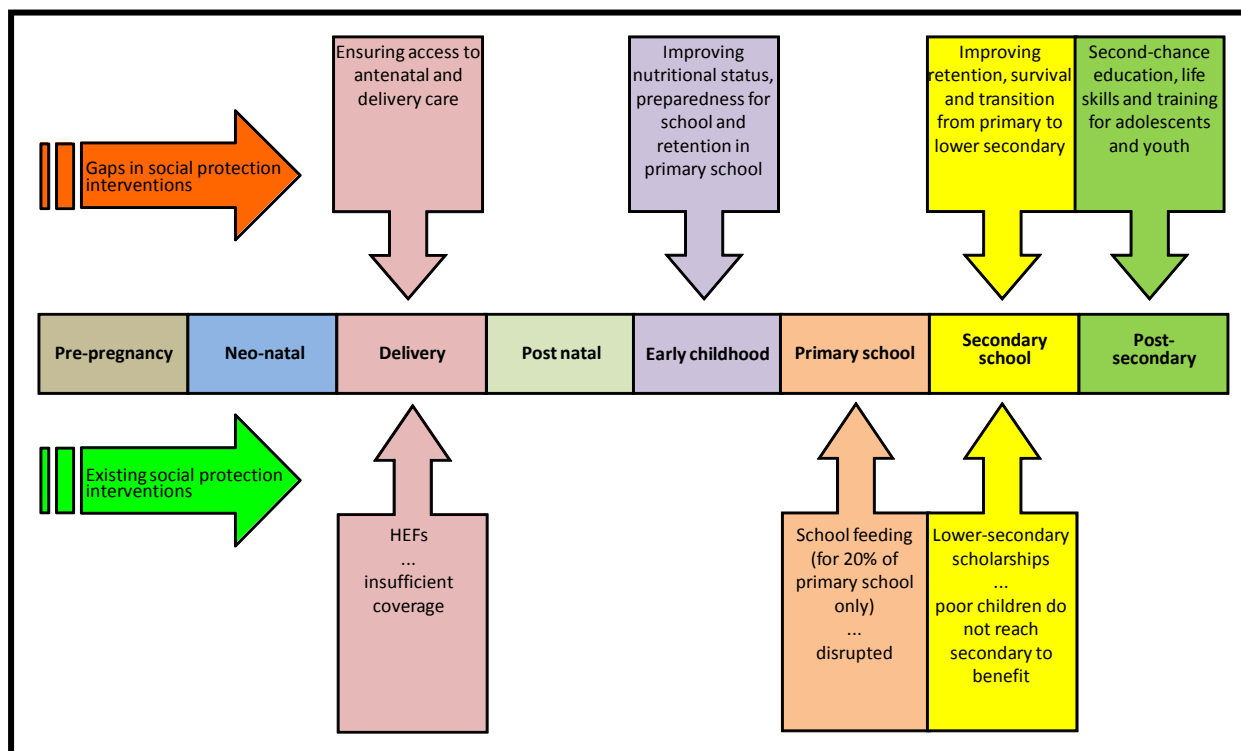 Ensuring access to
antenatal and
delivery care
Improving
nutritional status,
preparedness for
school and
retention in
primary school
Improving
retention, survival
and transition
from primary to
lower secondary
Second-chance
education, life
skills and training
for adolescents
and youth
Gaps in social protection
interventions
Pre-pregnancy
Neo-natal
Delivery
Post natal
Early childhood
Primary school
Secondary
school
Post-
secondary
Existing social protection
interventions
HEFs
...
insufficient
coverage
School feeding
(for 20% of
primary school
only)
...
disrupted
Lower-secondary
scholarships
...
poor children do
not reach
secondary to
benefit